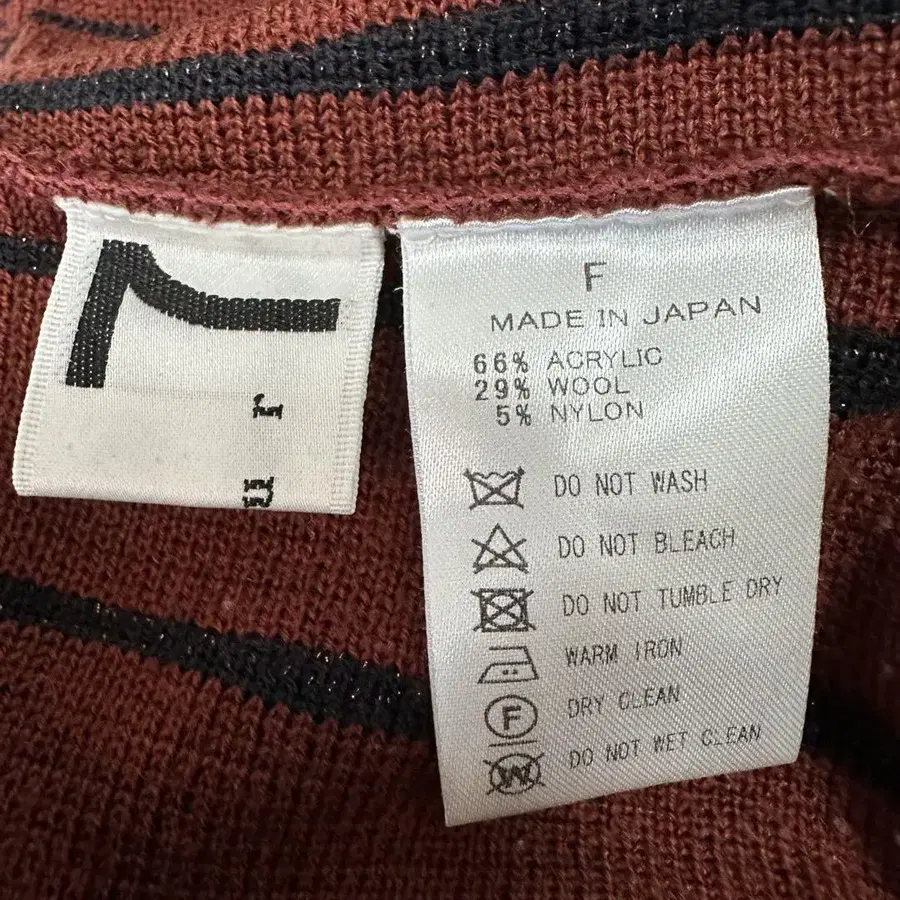 F
MADE IN JAPAN
66% ACRYLIC
29% WOOL
5% NYLON
DO NOT WASH
DO NOT BLEACH
DO NOT TUMBLE DRY
WARM IRON
F DRY CLEAN
W DO NOT WET CLEAN